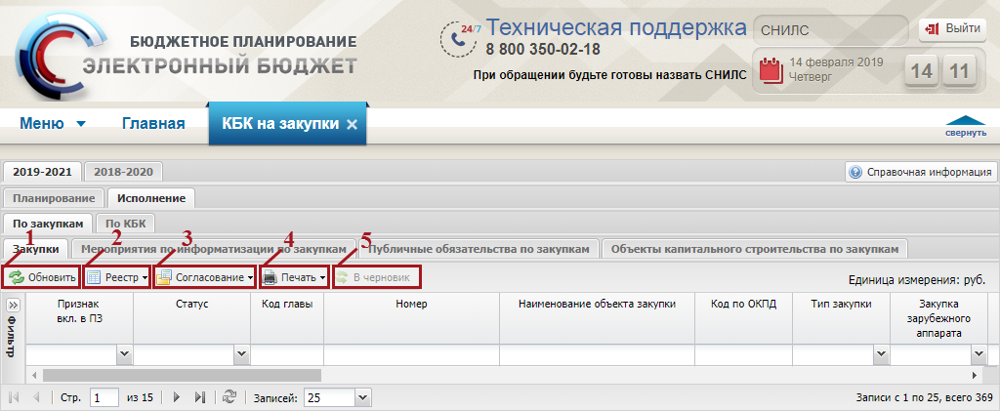 БЮДЖЕТНОЕ ПЛАНИРОВАНИЕ
ЭЛЕКТРОННЫЙ БЮДЖЕТ
24/7 Техническая поддержка
8 800 350-02-18
При обращении будьте готовы назвать СНИЛС
СНИЛС
Выйти
14 февраля 2019
Четверг
14 11
Меню Главная КБК на закупки
свернуть
2019-2021 2018-2020
Справочная информация
Планирование Исполнение
По закупкам По КБК
1 2 3 4 5
Закупки Мероприятия по информатизации по закупкам Публичные обязательства по закупкам Объекты капитального строительства по закупкам
Обновить Реестр Согласование Печать В черновик
Единица измерения: руб.
Фильтр
Признак вкл. в ПЗ Статус Код главы Номер Наименование объекта закупки Код по ОКПД Тип закупки Закупка зарубежного аппарата
Стр. 1 из 15 Записей: 25 Записи с 1 по 25, всего 369